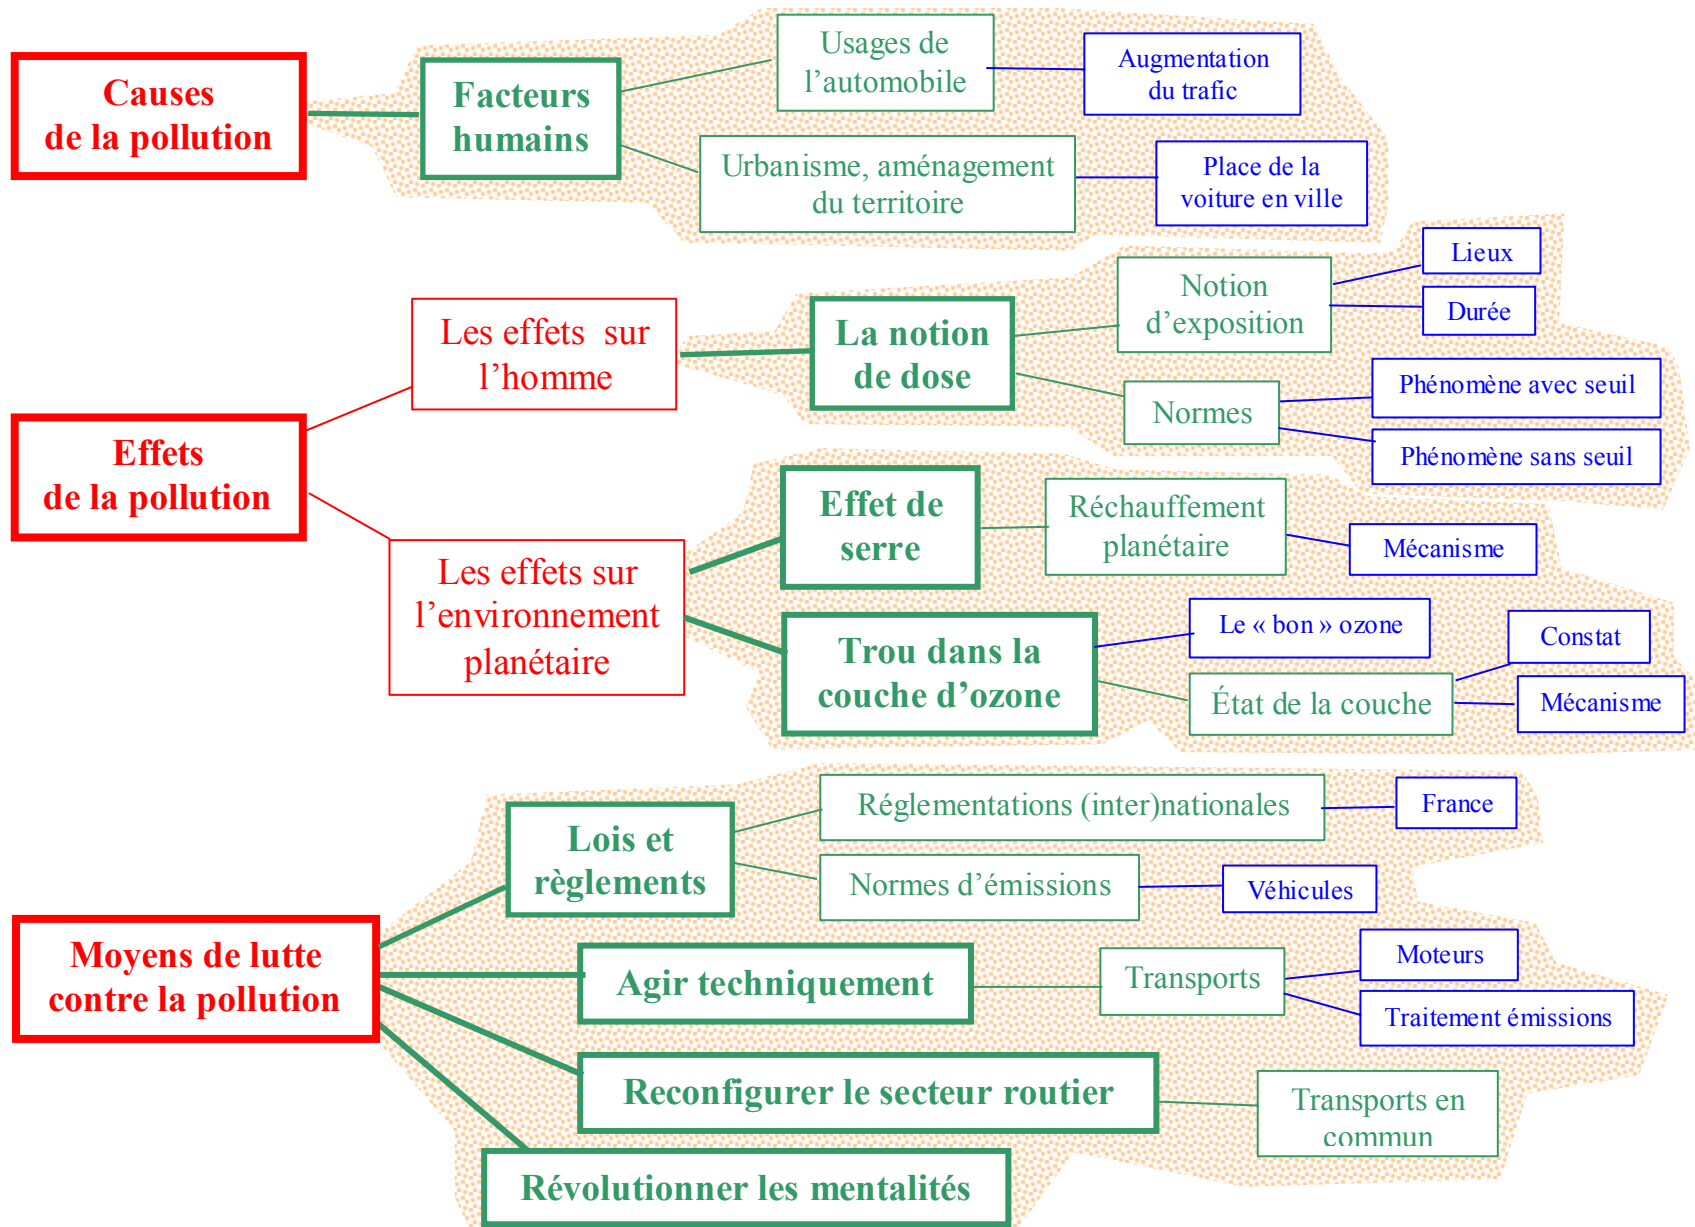 Causes
de la pollution
Facteurs
humains
Usages de
l’automobile
Augmentation
du trafic
Urbanisme, aménagement
du territoire
Place de la
voiture en ville
Effets
de la pollution
Les effets sur
l’homme
La notion
de dose
Notion
d’exposition
Lieux
Durée
Normes
Phénomène avec seuil
Phénomène sans seuil
Les effets sur
l’environnement
planétaire
Effet de
serre
Réchauffement
planétaire
Mécanisme
Trou dans la
couche d’ozone
Le « bon » ozone
État de la couche
Constat
Mécanisme
Moyens de lutte
contre la pollution
Lois et
règlements
Réglementations (inter)nationales
France
Normes d’émissions
Véhicules
Agir techniquement
Transports
Moteurs
Traitement émissions
Reconfigurer le secteur routier
Transports en
commun
Révolutionner les mentalités